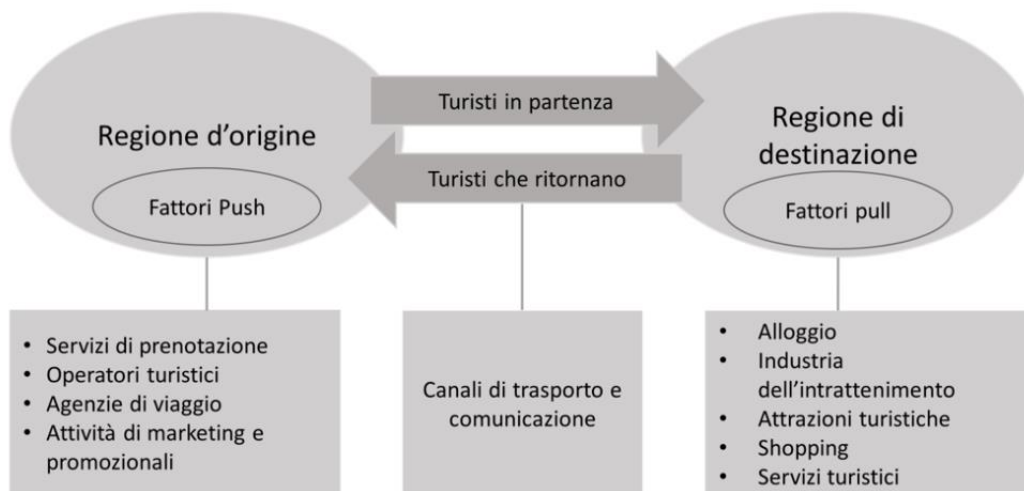 Turisti in partenza
Regione d'origine
Regione di
destinazione
Turisti che ritornano
Fattori Push
Fattori pull
• Servizi di prenotazione
• Operatori turistici
• Agenzie di viaggio
• Attività di marketing e
promozionali
Canali di trasporto e
comunicazione
• Alloggio
• Industria
dell'intrattenimento
• Attrazioni turistiche
• Shopping
• Servizi turistici